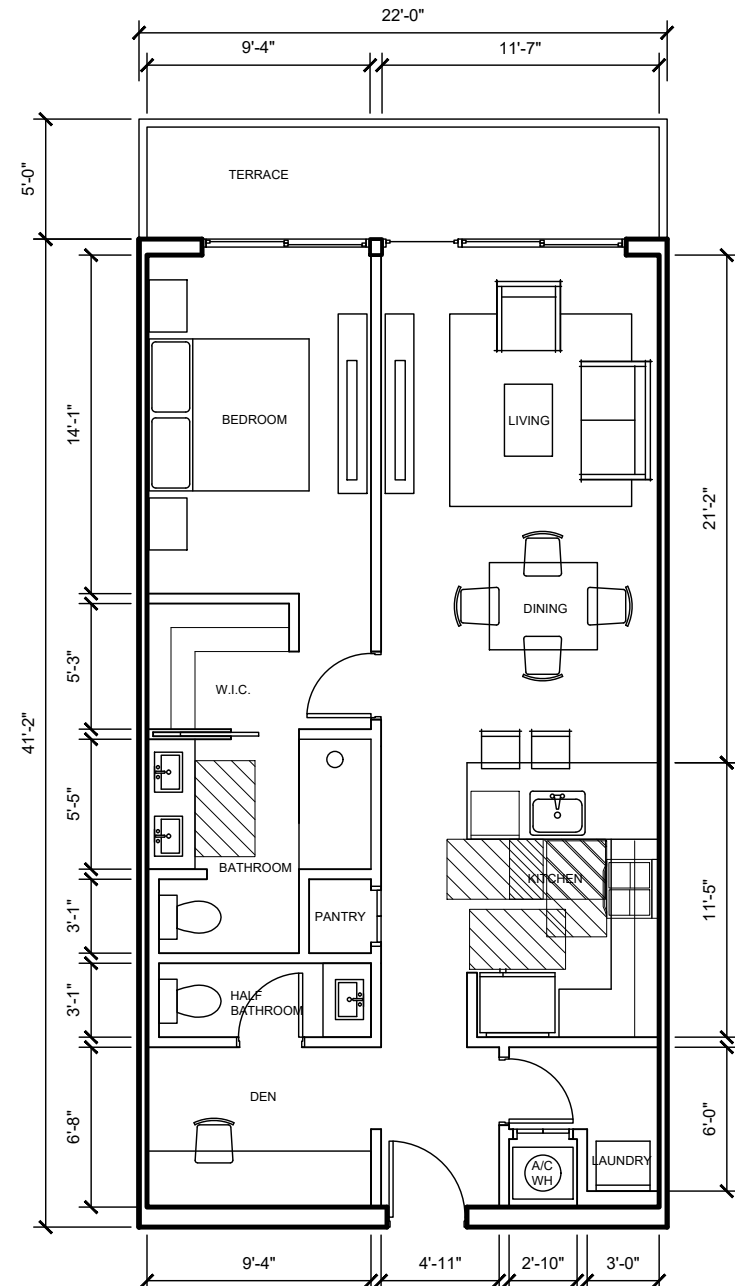 22'-0"
9'-4"
11'-7"
5'-0"
TERRACE
14'-1"
BEDROOM
LIVING
21'-2"
DINING
5'-3"
W.I.C.
41'-2"
5'-5"
BATHROOM
KITCHEN
3'-1"
PANTRY
11'-5"
3'-1"
HALF
BATHROOM
DEN
6'-8"
6'-0"
A/C
WH
LAUNDRY
9'-4"
4'-11"
2'-10"
3'-0"